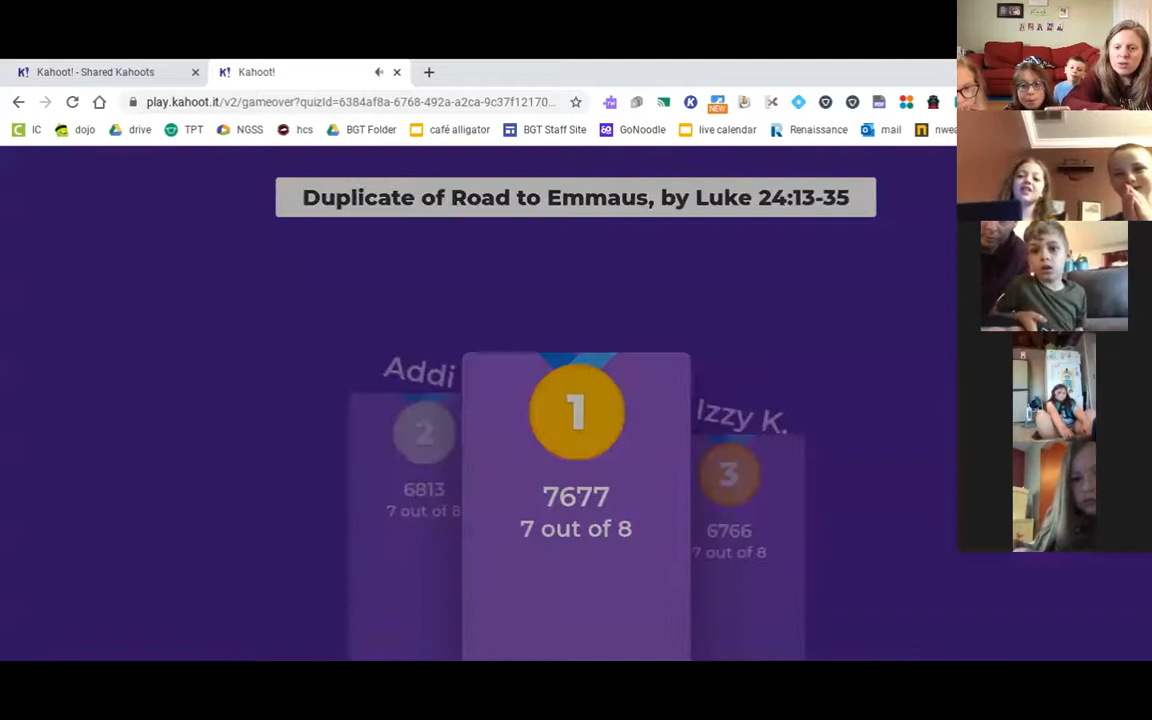 K! Kahoot! - Shared Kahoots
K! Kahoot!
play.kahoot.it/v2/gameover?quizId=6384af8a-6768-492a-a2ca-9c37f12170...
NEW
IC dojo drive TPT NGSS hcs BGT Folder café alligator BGT Staff Site GoNoodle live calendar Renaissance mail nwea
Duplicate of Road to Emmaus, by Luke 24:13-35
Addi
2
6813
7 out of 8
1
7677
7 out of 8
Izzy K.
3
6766
7 out of 8